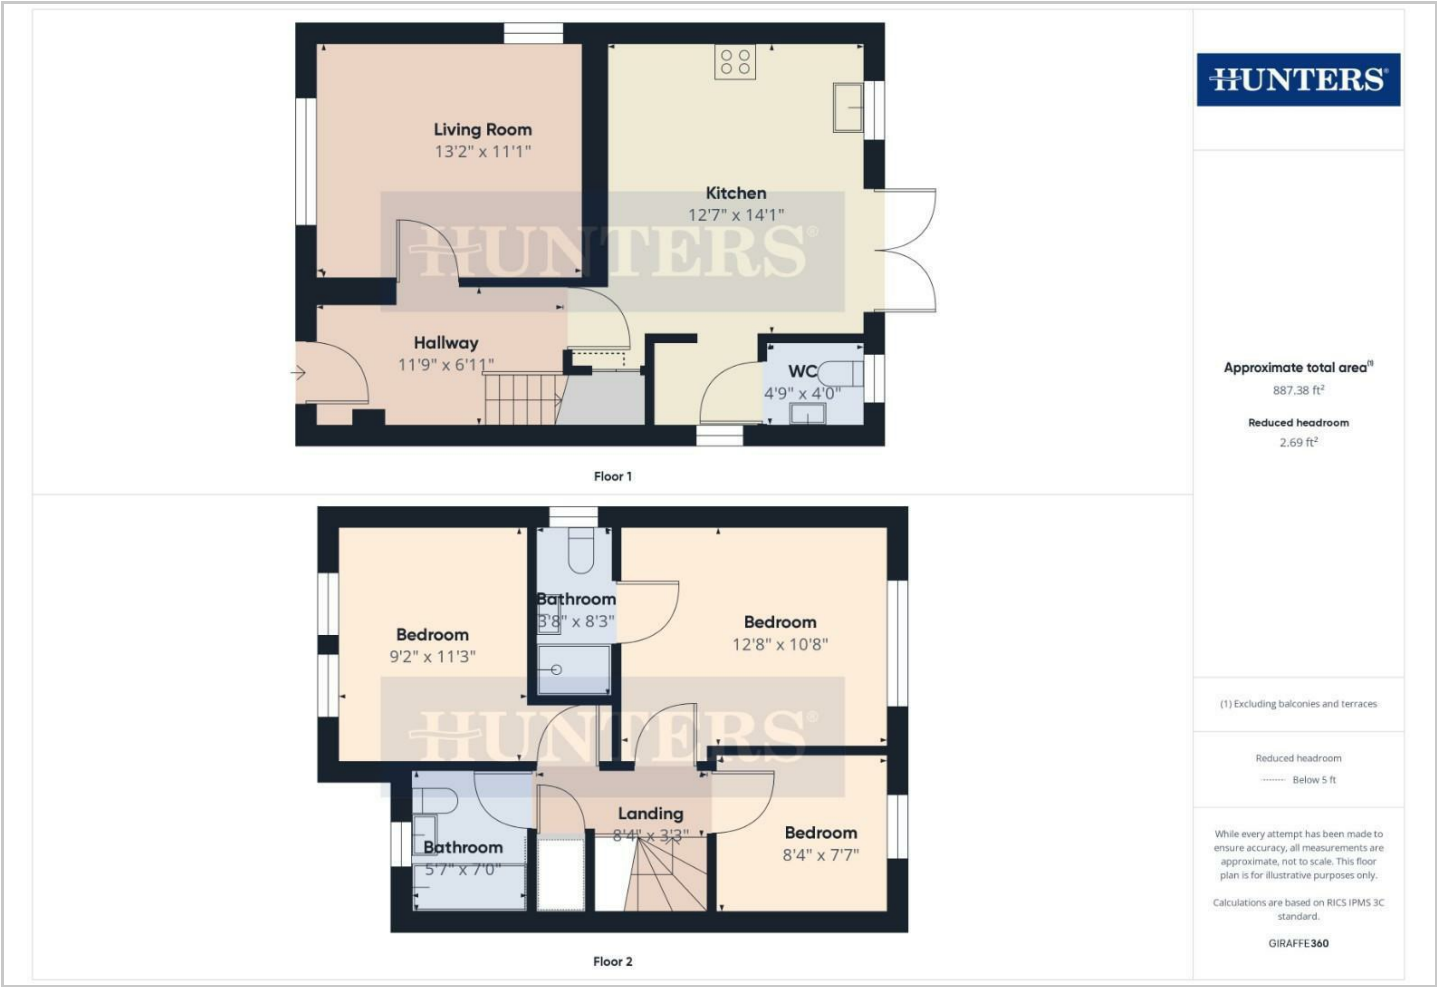 Living Room
13'2" x 11'1"
Kitchen
12'7" x 14'1"
HUNTERS®
Hallway
11'9" x 6'11"
WC
4'9" x 4'0"
Floor 1
Bathroom
3'8" x 8'3"
Bedroom
9'2" x 11'3"
Bedroom
12'8" x 10'8"
HUNTERS®
Landing
8'4" x 3'3"
Bathroom
5'7" x 7'0"
Bedroom
8'4" x 7'7"
Floor 2
HUNTERS®
Approximate total area(1)
887.38 ft²
Reduced headroom
2.69 ft²
(1) Excluding balconies and terraces
Reduced headroom
Below 5 ft
While every attempt has been made to
ensure accuracy, all measurements are
approximate, not to scale. This floor
plan is for illustrative purposes only.
Calculations are based on RICS IPMS 3C
standard.
GIRAFFE360